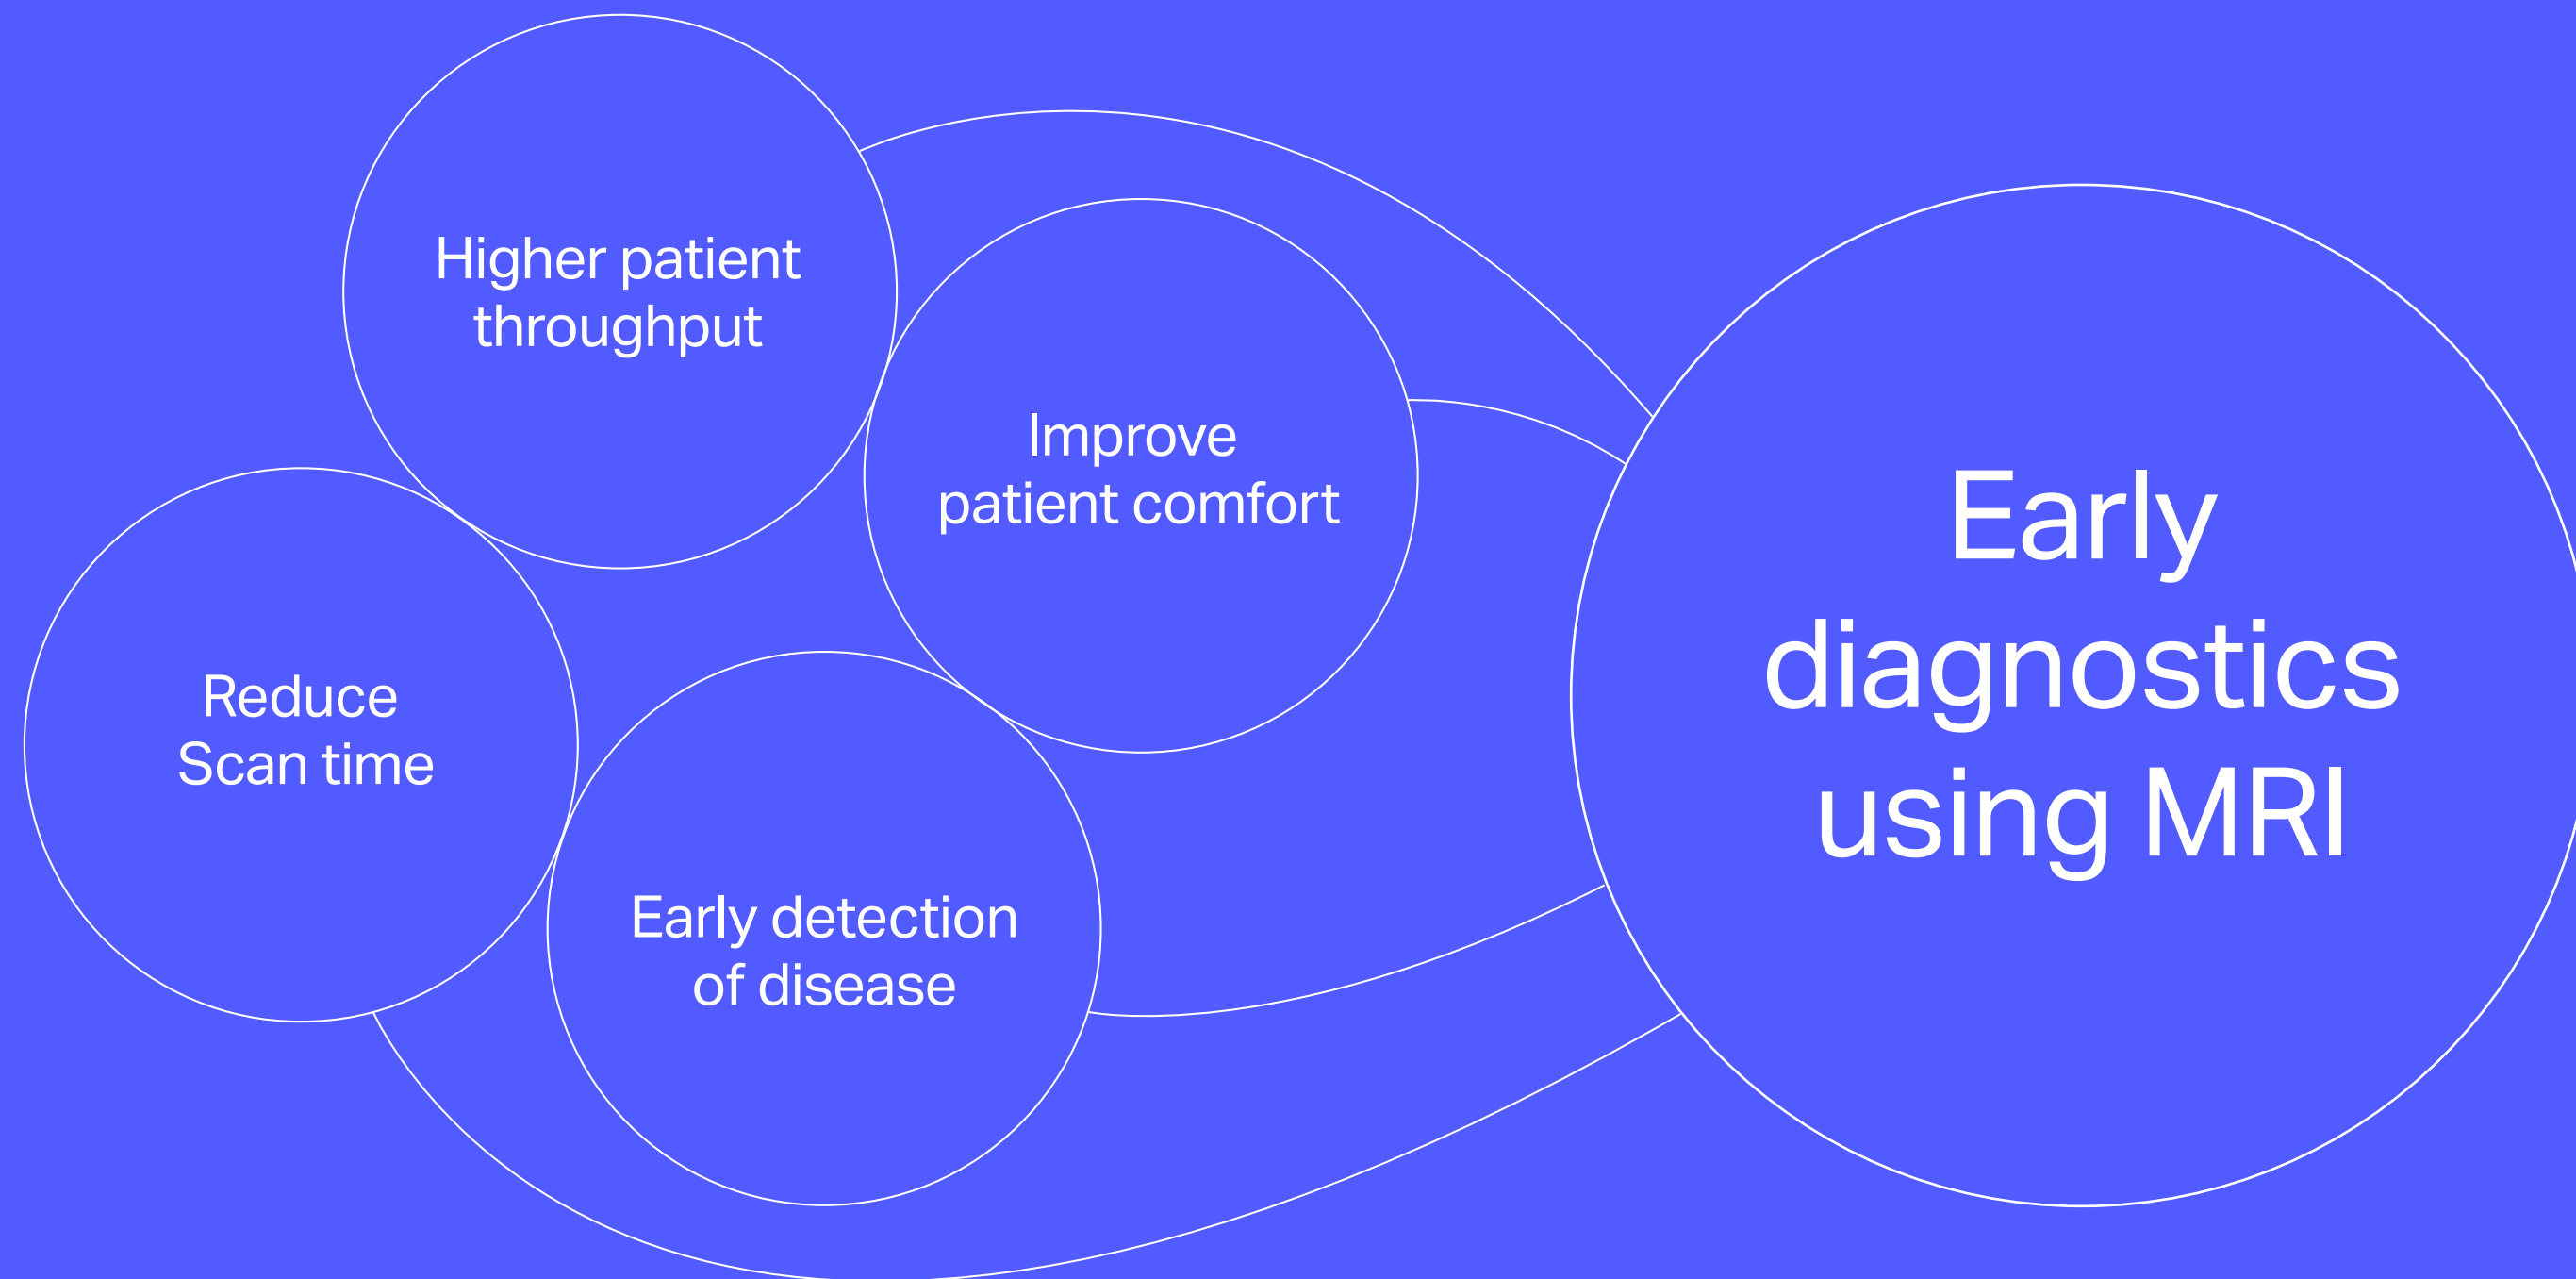 Higher patient
throughput
Improve
patient comfort
Reduce
Scan time
Early detection
of disease
Early
diagnostics
using MRI